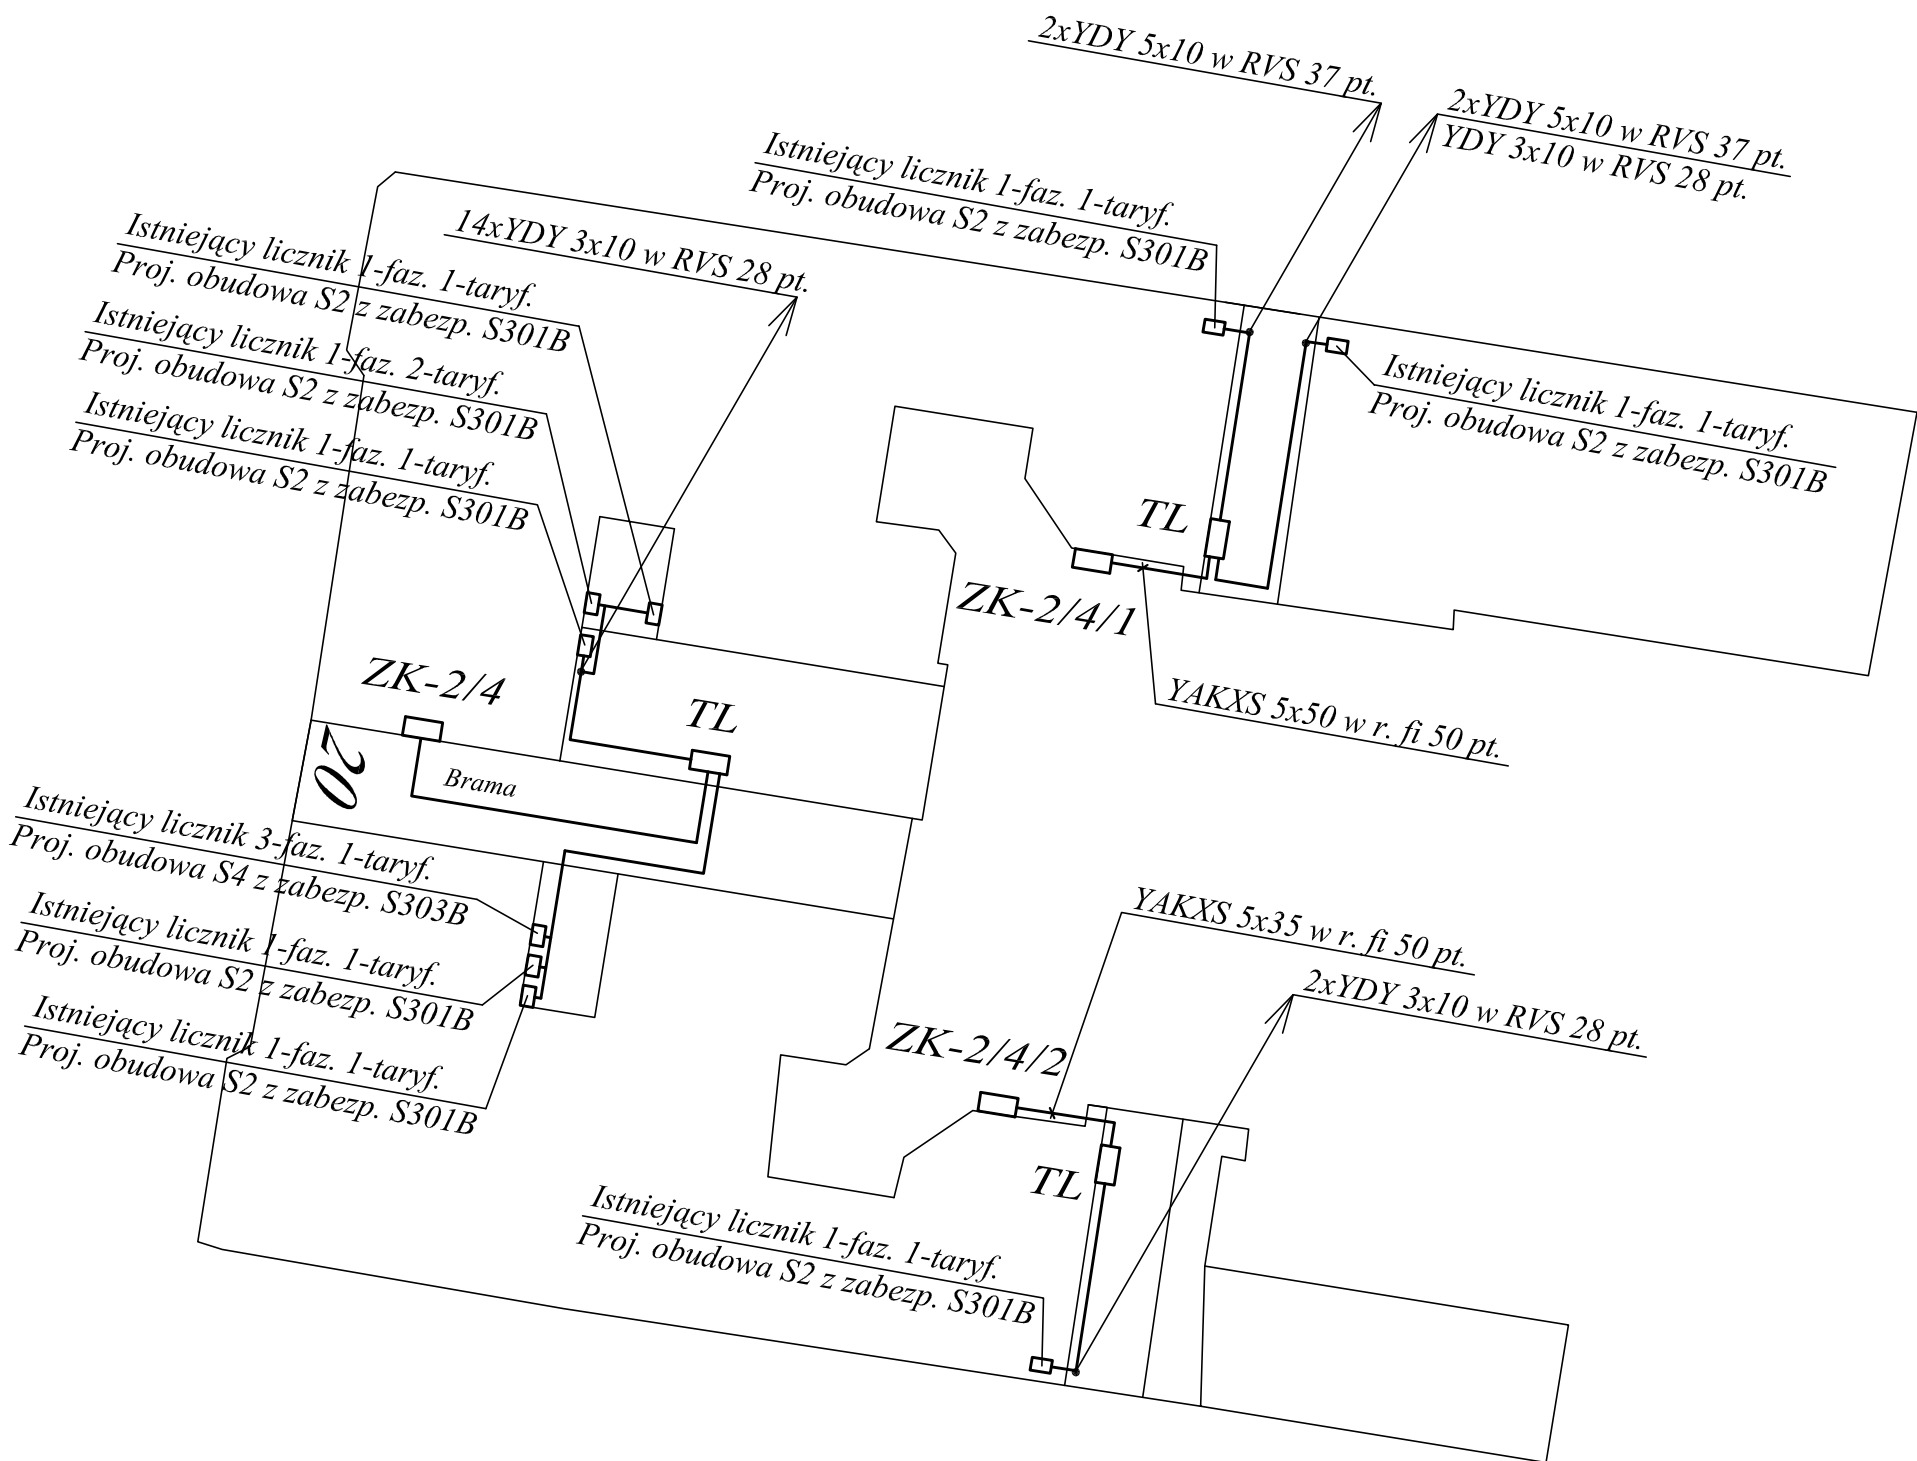 2xYDY 5x10 w RVS 37 pt.
2xYDY 5x10 w RVS 37 pt.
YDY 3x10 w RVS 28 pt.
Istniejący licznik 1-faz. 1-taryf.
Proj. obudowa S2 z zabezp. S301B
14xYDY 3x10 w RVS 28 pt.
Istniejący licznik 1-faz. 1-taryf.
Proj. obudowa S2 z zabezp. S301B
Istniejący licznik 1-faz. 2-taryf.
Proj. obudowa S2 z zabezp. S301B
Istniejący licznik 1-faz. 1-taryf.
Proj. obudowa S2 z zabezp. S301B
Istniejący licznik 1-faz. 1-taryf.
Proj. obudowa S2 z zabezp. S301B
TL
ZK-2/4/1
YAKXS 5x50 w r. fi 50 pt.
ZK-2/4
TL
20
Brama
Istniejący licznik 3-faz. 1-taryf.
Proj. obudowa S4 z zabezp. S303B
Istniejący licznik 1-faz. 1-taryf.
Proj. obudowa S2 z zabezp. S301B
Istniejący licznik 1-faz. 1-taryf.
Proj. obudowa S2 z zabezp. S301B
YAKXS 5x35 w r. fi 50 pt.
2xYDY 3x10 w RVS 28 pt.
ZK-2/4/2
TL
Istniejący licznik 1-faz. 1-taryf.
Proj. obudowa S2 z zabezp. S301B